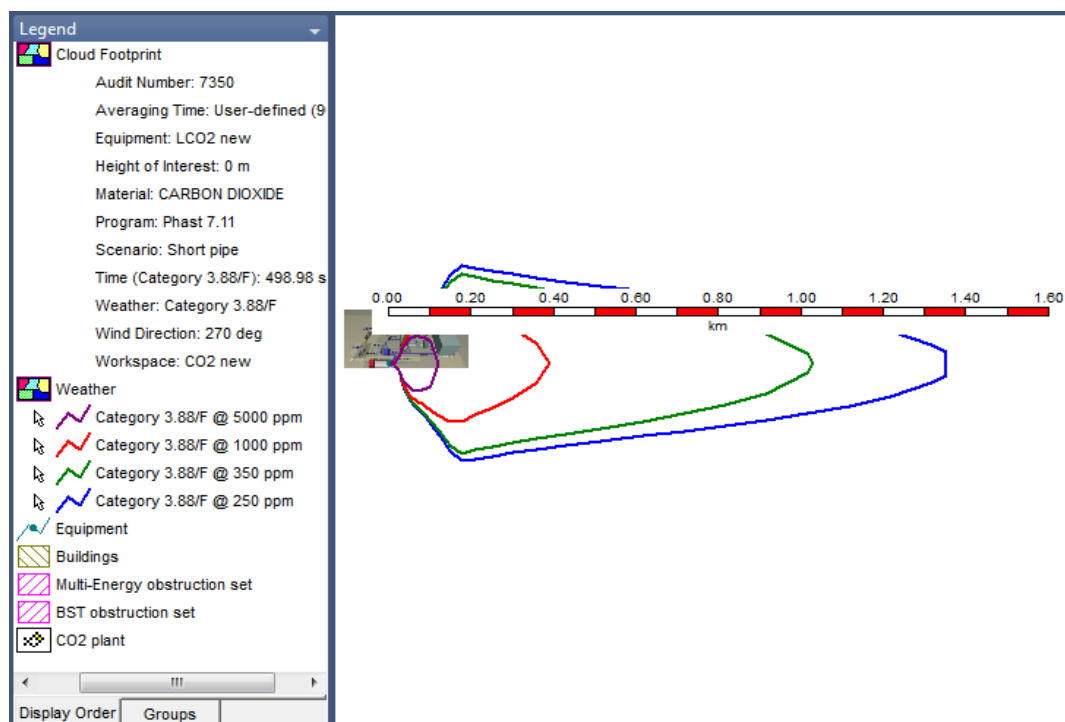 Legend
Cloud Footprint
Audit Number: 7350
Averaging Time: User-defined (9
Equipment: LCO2 new
Height of Interest: 0 m
Material: CARBON DIOXIDE
Program: Phast 7.11
Scenario: Short pipe
Time (Category 3.88/F): 498.98 s
Weather: Category 3.88/F
Wind Direction: 270 deg
Workspace: CO2 new
Weather
Category 3.88/F @ 5000 ppm
Category 3.88/F @ 1000 ppm
Category 3.88/F @ 350 ppm
Category 3.88/F @ 250 ppm
Equipment
Buildings
Multi-Energy obstruction set
BST obstruction set
CO2 plant
Display Order Groups
0.00 0.20 0.40 0.60 0.80 1.00 1.20 1.40 1.60
km